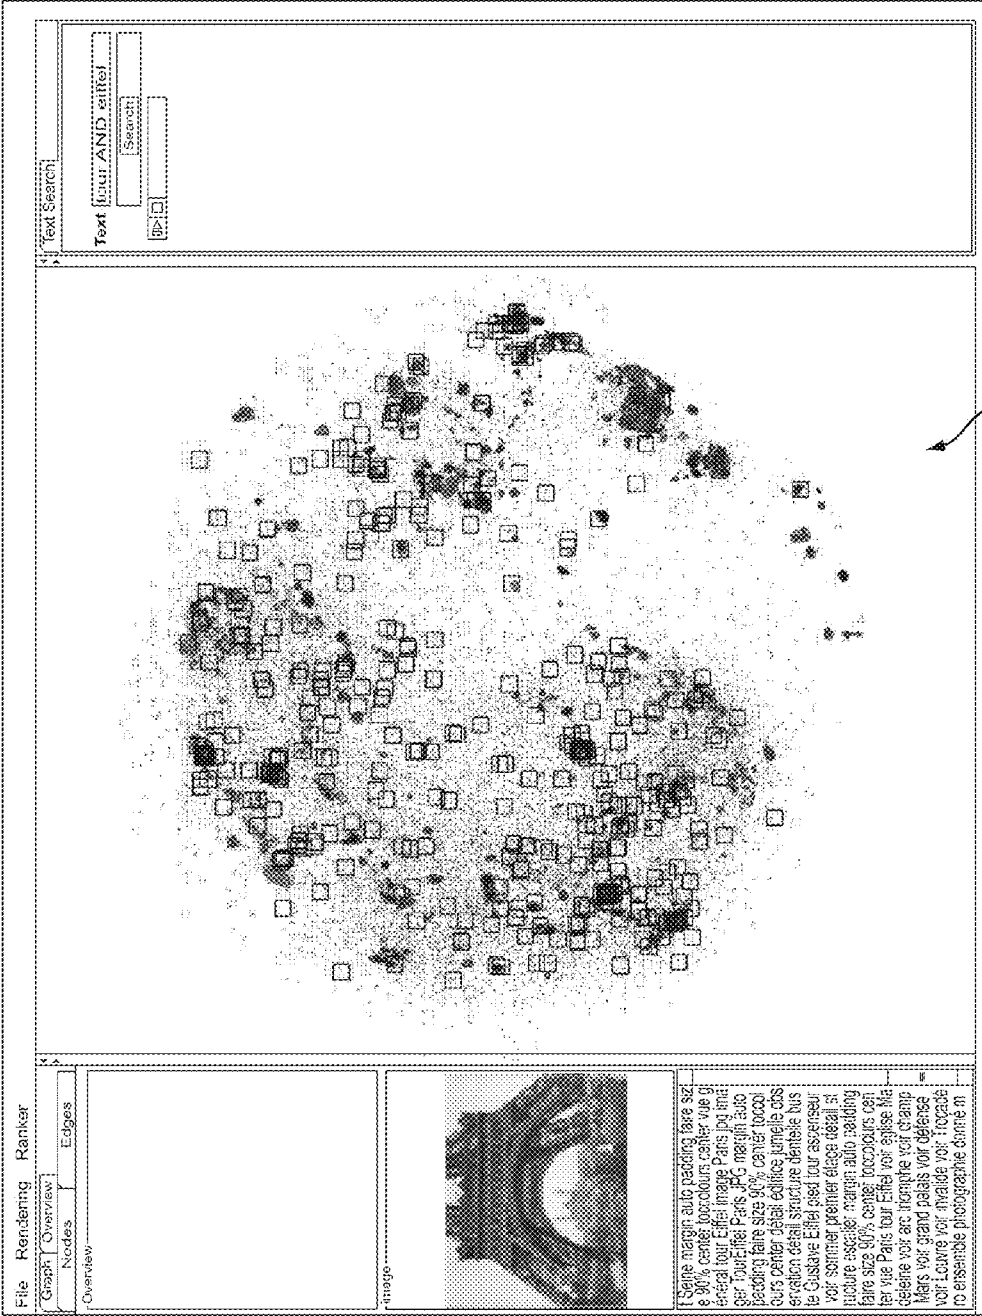 File Rendering Ranker
Graph Overview
Nodes Edges
Overview
Image
t Seine margin auto padding faire siz
e 90% center toccolours center vue g
énéral tour Eiffel image Paris jpg ima
ger TourEiffel Paris JPG margin auto
padding faire size 90% center toccol
ours center détail édifice jumelle obs
ervation détail structure dentelle bus
te Gustave Eiffel pied tour ascenseur
voir sommer premier étage détail st
ructure escalier margin auto padding
faire size 90% center toccolours cen
ter vue Paris tour Eiffel voir église Ma
deleine voir arc triomphe voir champ
Mars voir grand palais voir défense
voir Louvre voir invalide voir Trocadé
ro ensemble photographie donne m
Text Search
Text tour AND eiffel
Search